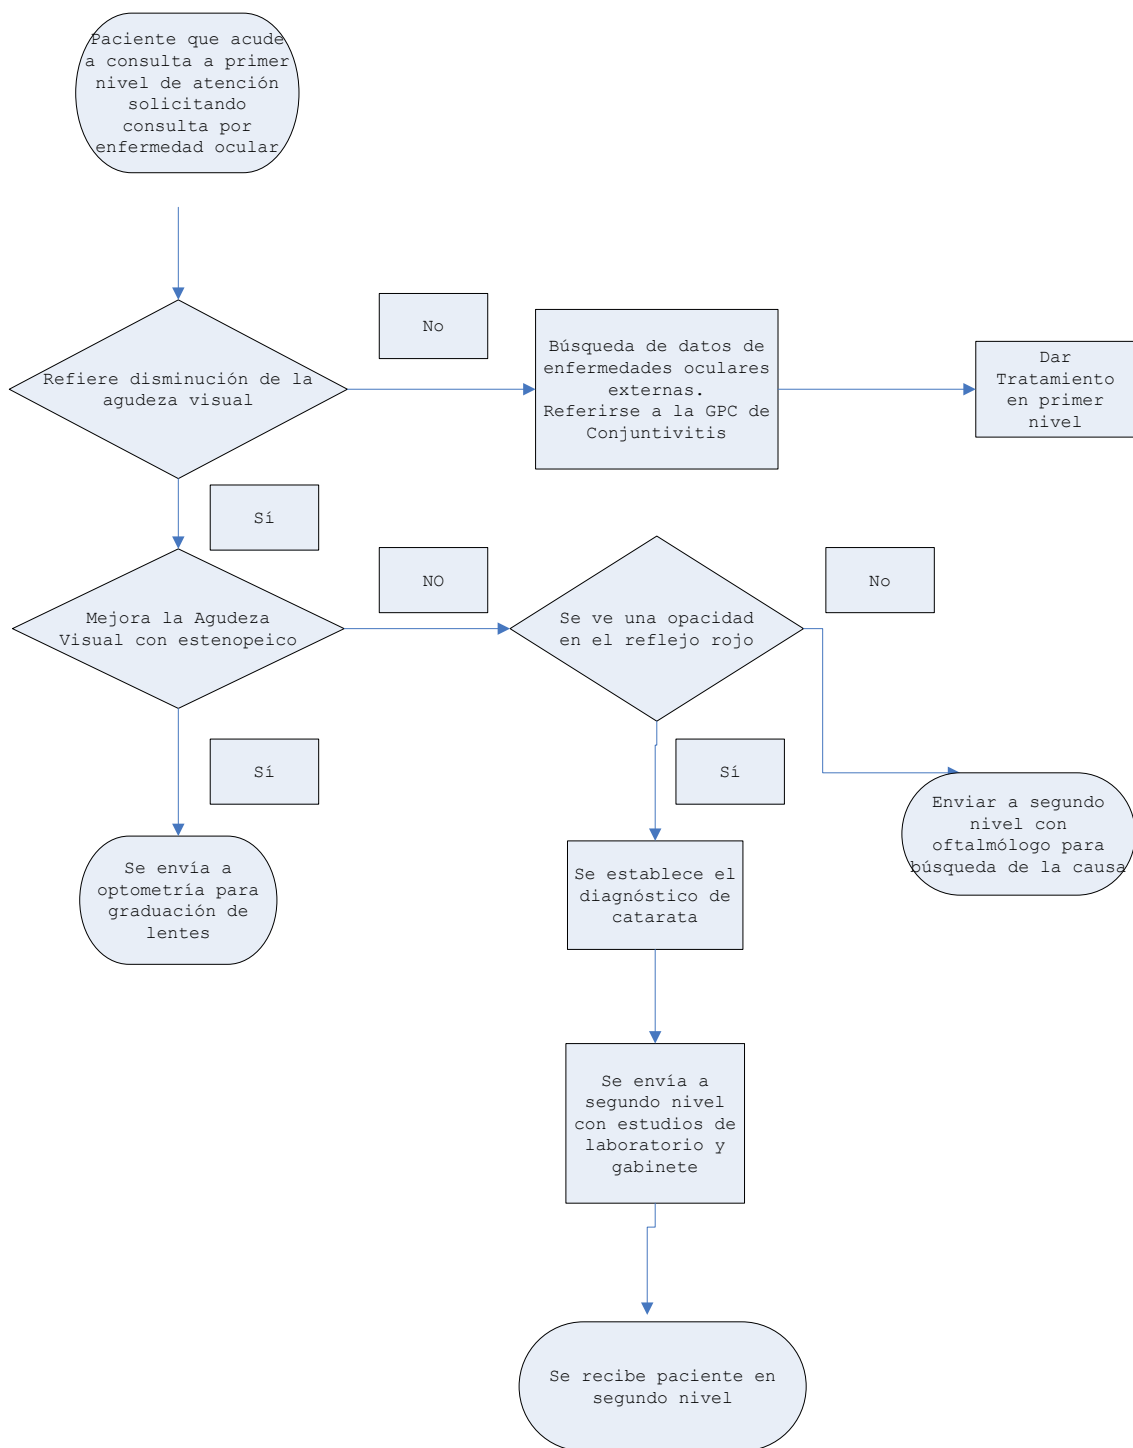 Paciente que acude
a consulta a primer
nivel de atención
solicitando
consulta por
enfermedad ocular
No
Refiere disminución de la
agudeza visual
Búsqueda de datos de
enfermedades oculares
externas.
Referirse a la GPC de
Conjuntivitis
Dar
Tratamiento
en primer
nivel
Sí
Mejora la Agudeza
Visual con estenopeico
NO
Se ve una opacidad
en el reflejo rojo
No
Sí
Sí
Se envía a
optometría para
graduación de
lentes
Enviar a segundo
nivel con
oftalmólogo para
búsqueda de la causa
Se establece el
diagnóstico de
catarata
Se envía a
segundo nivel
con estudios de
laboratorio y
gabinete
Se recibe paciente en
segundo nivel